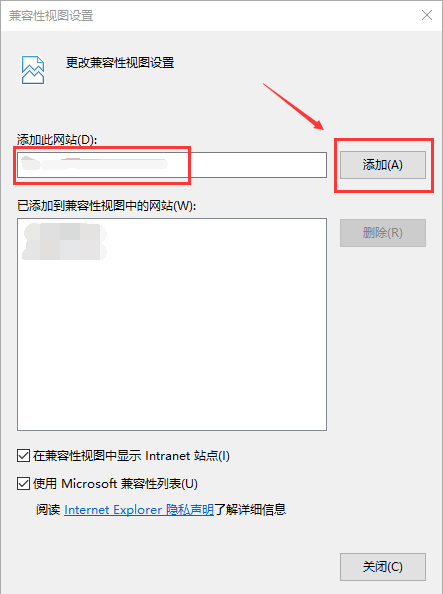 兼容性视图设置
更改兼容性视图设置
添加此网站(D):
添加(A)
已添加到兼容性视图中的网站(W):
删除(R)
在兼容性视图中显示 Intranet 站点(I)
使用 Microsoft 兼容性列表(U)
阅读 Internet Explorer 隐私声明了解详细信息
关闭(C)